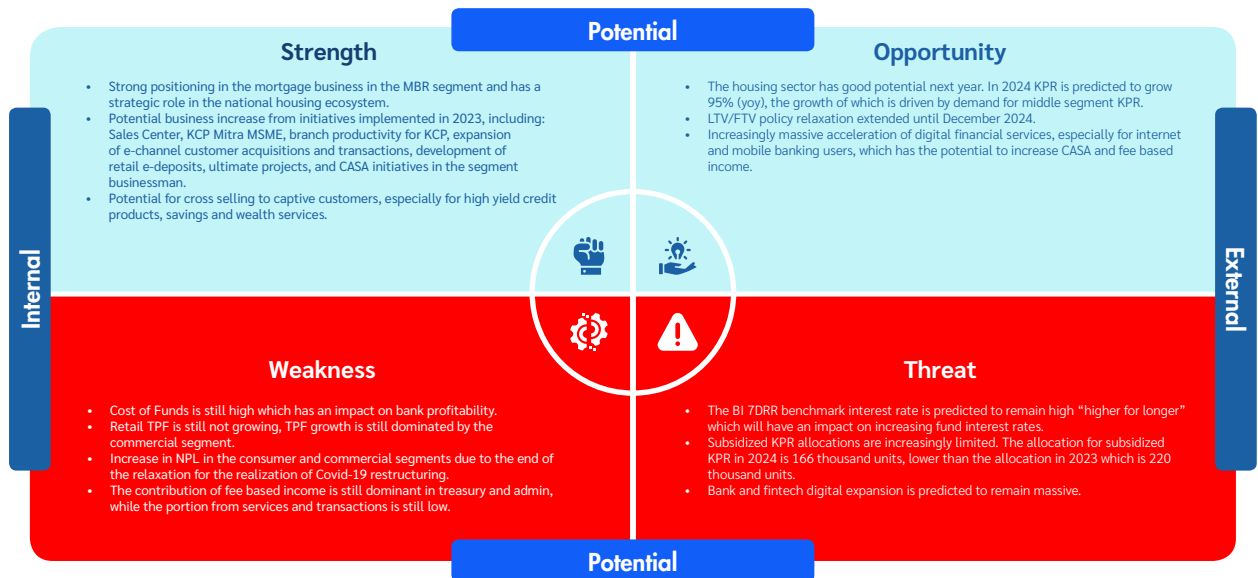 Potential
Internal
Strength
• Strong positioning in the mortgage business in the MBR segment and has a
strategic role in the national housing ecosystem.
• Potential business increase from initiatives implemented in 2023, including:
Sales Center, KCP Mitra MSME, branch productivity for KCP, expansion
of e-channel customer acquisitions and transactions, development of
retail e-deposits, ultimate projects, and CASA initiatives in the segment
businessman.
• Potential for cross selling to captive customers, especially for high yield credit
products, savings and wealth services.
Opportunity
• The housing sector has good potential next year. In 2024 KPR is predicted to grow
95% (yoy), the growth of which is driven by demand for middle segment KPR.
• LTV/FTV policy relaxation extended until December 2024.
• Increasingly massive acceleration of digital financial services, especially for internet
and mobile banking users, which has the potential to increase CASA and fee based
income.
External
Weakness
• Cost of Funds is still high which has an impact on bank profitability.
• Retail TPF is still not growing, TPF growth is still dominated by the
commercial segment.
• Increase in NPL in the consumer and commercial segments due to the end of
the relaxation for the realization of Covid-19 restructuring.
• The contribution of fee based income is still dominant in treasury and admin,
while the portion from services and transactions is still low.
Threat
• The BI 7DRR benchmark interest rate is predicted to remain high “higher for longer”
which will have an impact on increasing fund interest rates.
• Subsidized KPR allocations are increasingly limited. The allocation for subsidized
KPR in 2024 is 166 thousand units, lower than the allocation in 2023 which is 220
thousand units.
• Bank and fintech digital expansion is predicted to remain massive.
Potential